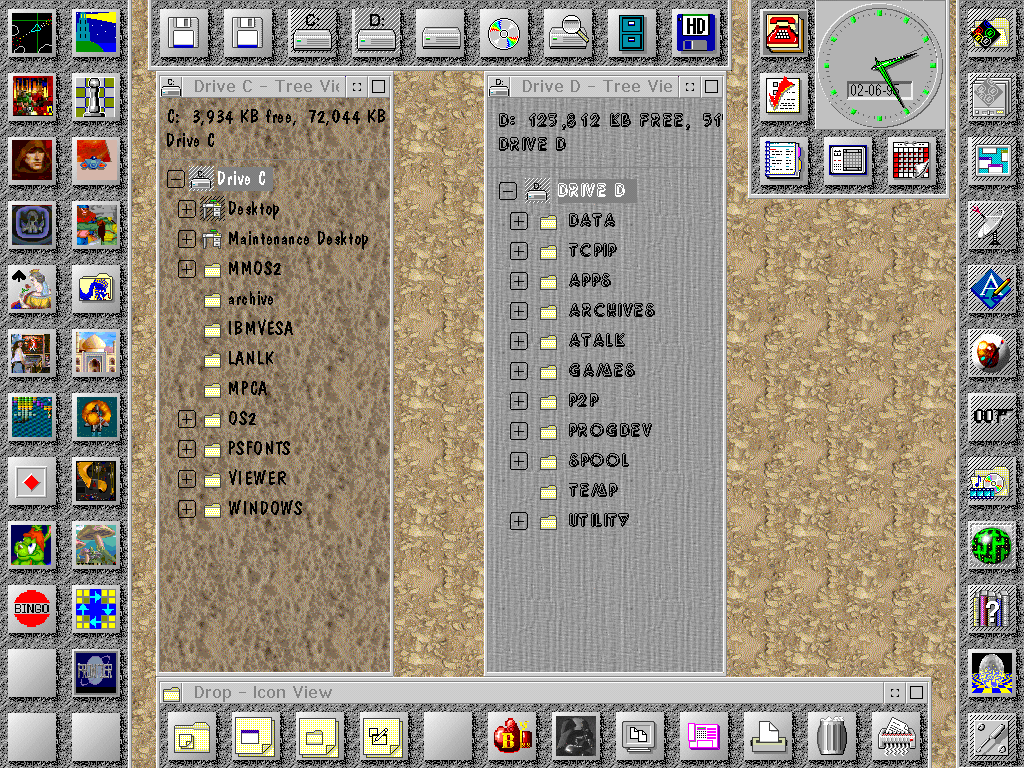 C:
D:
HD
DOOM
Drive C - Tree Vi
Drive D - Tree Vie
02-06-95
C: 3,934 KB free, 72,044 KB
Drive C
D: 123,812 KB FREE, 51
DRIVE D
Drive C
DRIVE D
Desktop
DATA
Maintenance Desktop
TCPIP
MMOS2
APPS
archive
ARCHIVES
IBMVESA
ATALK
LANLK
GAMES
MPCA
P2P
OS2
PROGDEV
PSFONTS
SPOOL
VIEWER
TEMP
WINDOWS
UTILITY
A
007
BINGO
?
Drop - Icon View
B